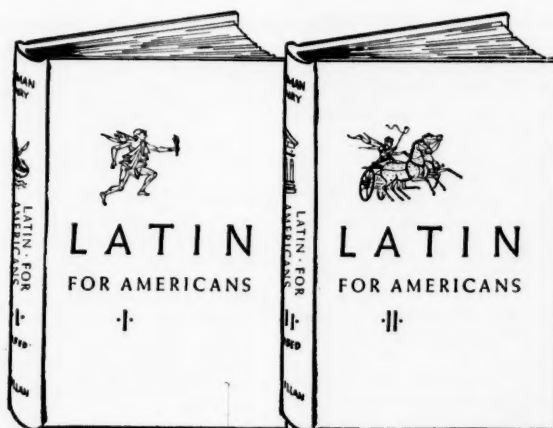 LATIN
FOR AMERICANS
·I·
LATIN · FOR
AMERICANS
·I·
LATIN
FOR AMERICANS
·II·
LATIN · FOR
AMERICANS